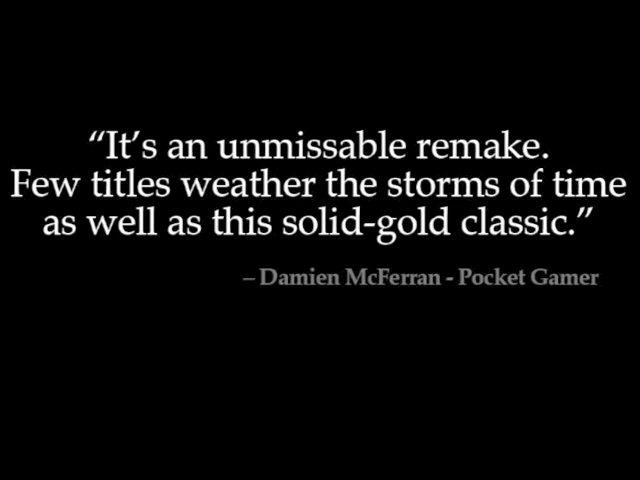 “It’s an unmissable remake.
Few titles weather the storms of time
as well as this solid-gold classic.”
– Damien McFerran - Pocket Gamer